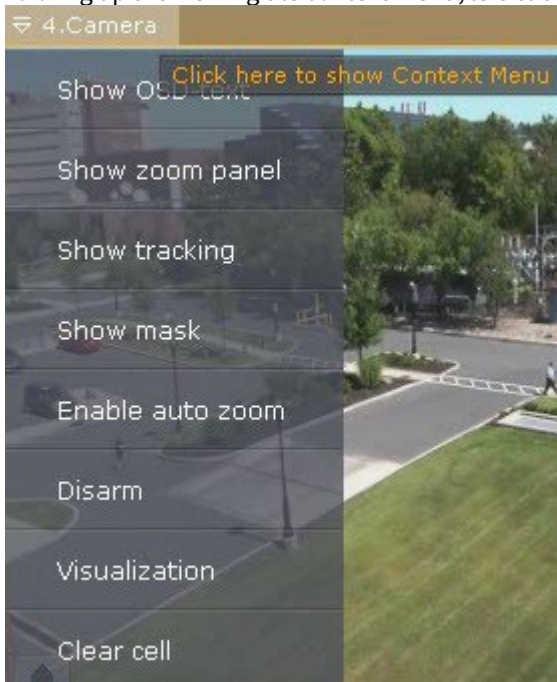 4.Camera
Click here to show Context Menu
Show OSD-text
Show zoom panel
Show tracking
Show mask
Enable auto zoom
Disarm
Visualization
Clear cell